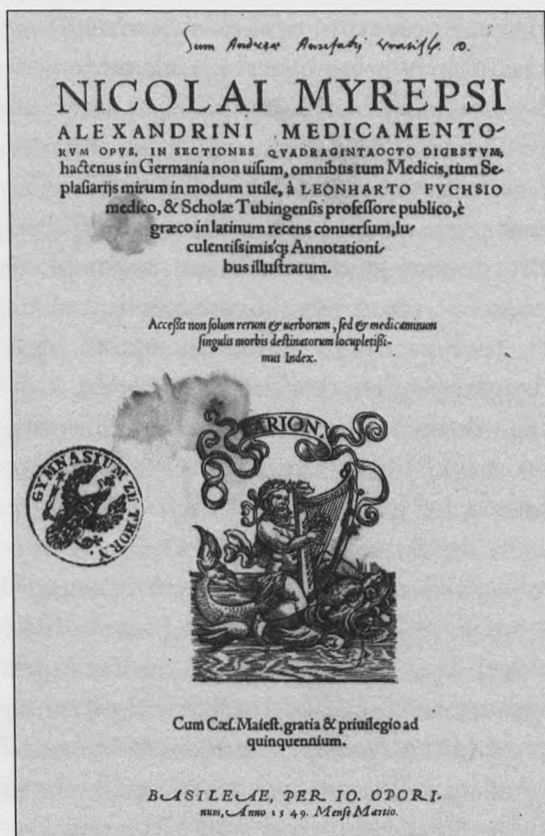 Sum Andreæ Aurifabri
NICOLAI MYREPSI
ALEXANDRINI MEDICAMENTO-
RVM OPVS, IN SECTIONES QVADRAGINTAOCTO DIGESTVM,
hactenus in Germania non uisum, omnibus tum Medicis, tum Se-
plasiarijs mirum in modum utile, à LEONHARTO FVCHSIO
medico, & Scholæ Tubingensis professore publico, è
græco in latinum recens conuersum, lu-
culentissimisq́; Annotationi-
bus illustratum.
Accessit non solum rerum & uerborum, sed & medicaminum
singulis morbis destinatorum locupletissi-
mus Index.
ARION
GYMNASIUM ZU THORN.
Cum Cæs. Maiest. gratia & priuilegio ad
quinquennium.
BASILEAE, PER IO. OPORI-
num, Anno 1549. Mense Martio.